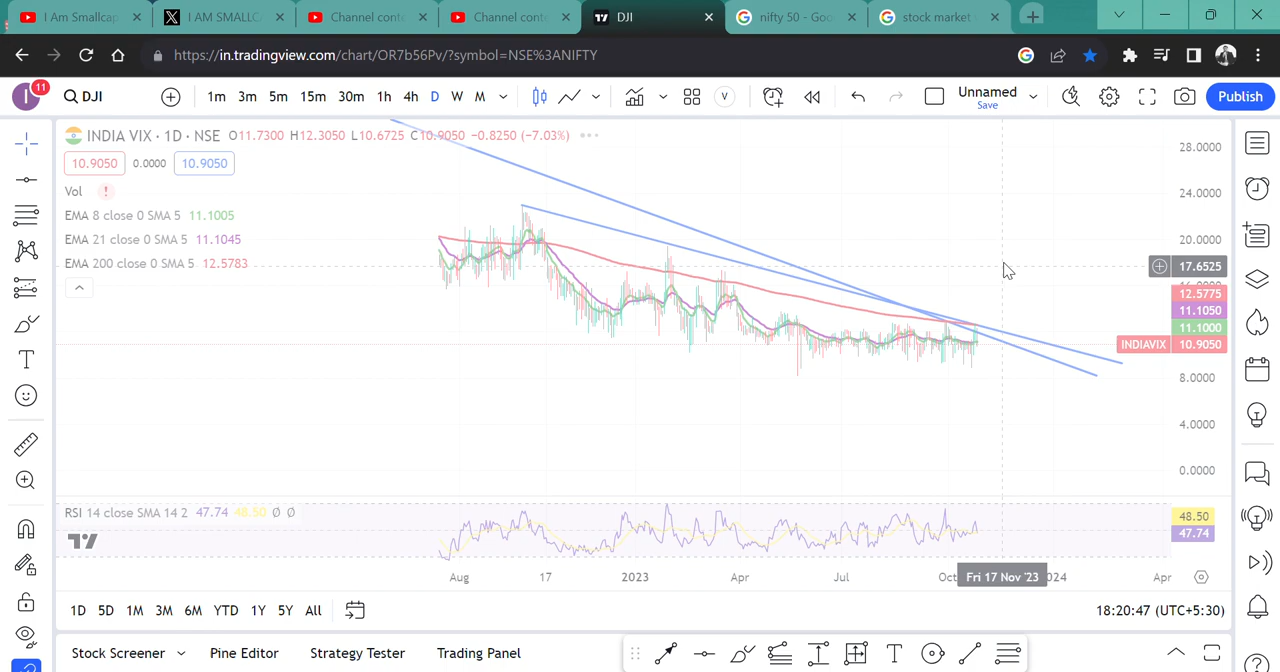 I Am Smallcap
I AM SMALLC
Channel conte
Channel conte
DJI
nifty 50 - Goo
stock market
https://in.tradingview.com/chart/OR7b56Pv/?symbol=NSE%3ANIFTY
I
11
DJI
1m 3m 5m 15m 30m 1h 4h D W M
V
Unnamed
Save
Publish
INDIA VIX · 1D · NSE O11.7300 H12.3050 L10.6725 C10.9050 −0.8250 (−7.03%)
10.9050 0.0000 10.9050
Vol !
EMA 8 close 0 SMA 5 11.1005
EMA 21 close 0 SMA 5 11.1045
EMA 200 close 0 SMA 5 12.5783
28.0000
24.0000
20.0000
17.6525
12.5775
11.1050
11.1000
INDIAVIX 10.9050
8.0000
4.0000
0.0000
RSI 14 close SMA 14 2 47.74 48.50 Ø Ø
48.50
47.74
Aug 17 2023 Apr Jul Oct Fri 17 Nov '23 024 Apr
1D 5D 1M 3M 6M YTD 1Y 5Y All
18:20:47 (UTC+5:30)
Stock Screener Pine Editor Strategy Tester Trading Panel